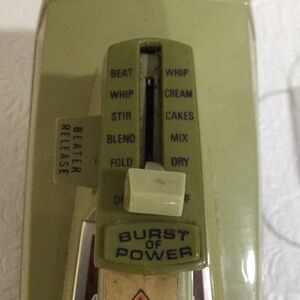 BEAT WHIP
WHIP CREAM
STIR CAKES
BLEND MIX
FOLD DRY
BEATER
RELEASE
BURST
OF
POWER